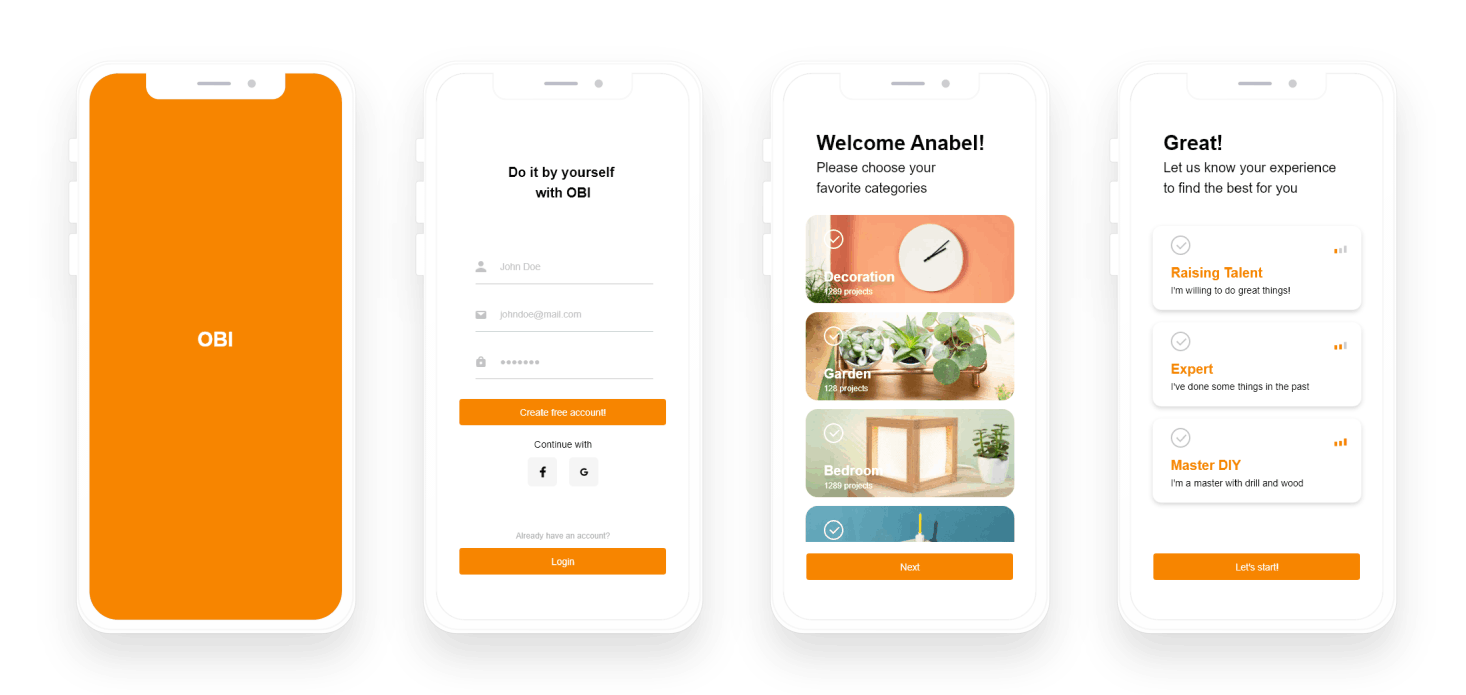 OBI
Do it by yourself
with OBI
John Doe
johndoe@mail.com
Create free account!
Continue with
f
G
Already have an account?
Login
Welcome Anabel!
Please choose your
favorite categories
Decoration
1289 projects
Garden
128 projects
Bedroom
1289 projects
Next
Great!
Let us know your experience
to find the best for you
Raising Talent
I'm willing to do great things!
Expert
I've done some things in the past
Master DIY
I'm a master with drill and wood
Let's start!